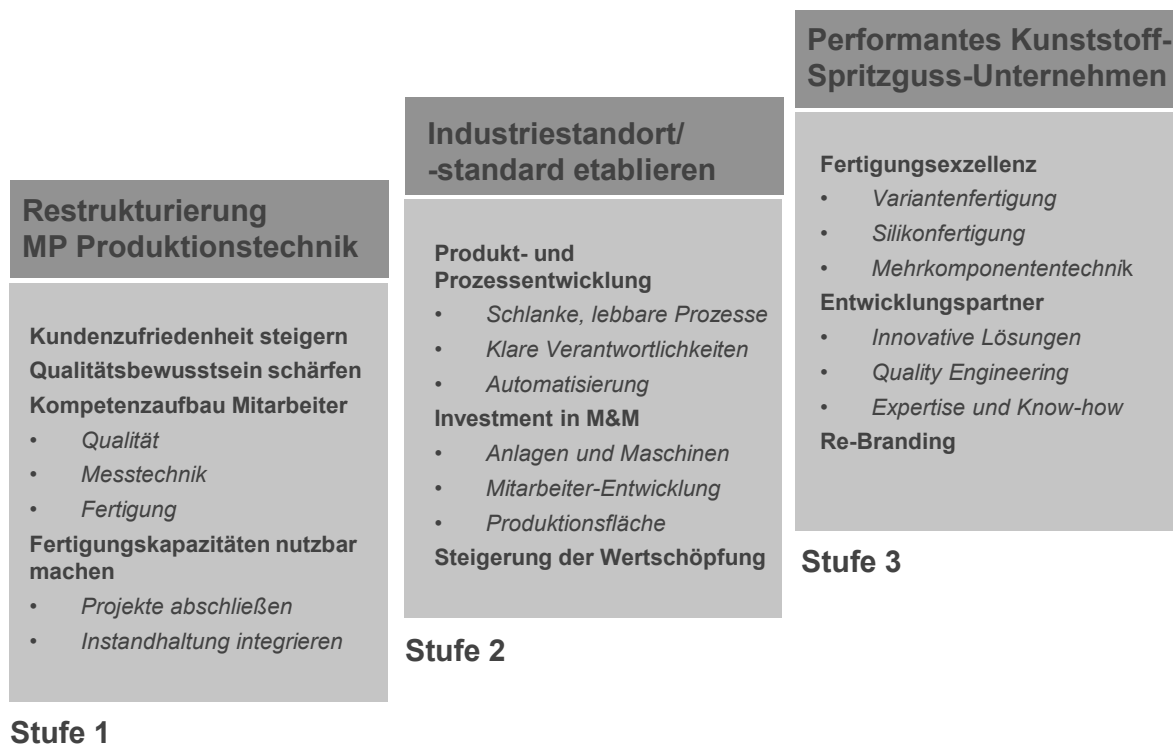 Restrukturierung
MP Produktionstechnik
Kundenzufriedenheit steigern
Qualitätsbewusstsein schärfen
Kompetenzaufbau Mitarbeiter
• Qualität
• Messtechnik
• Fertigung
Fertigungskapazitäten nutzbar
machen
• Projekte abschließen
• Instandhaltung integrieren
Stufe 1
Industriestandort/
-standard etablieren
Produkt- und
Prozessentwicklung
• Schlanke, lebbare Prozesse
• Klare Verantwortlichkeiten
• Automatisierung
Investment in M&M
• Anlagen und Maschinen
• Mitarbeiter-Entwicklung
• Produktionsfläche
Steigerung der Wertschöpfung
Stufe 2
Performantes Kunststoff-
Spritzguss-Unternehmen
Fertigungsexzellenz
• Variantenfertigung
• Silikonfertigung
• Mehrkomponententechnik
Entwicklungspartner
• Innovative Lösungen
• Quality Engineering
• Expertise und Know-how
Re-Branding
Stufe 3